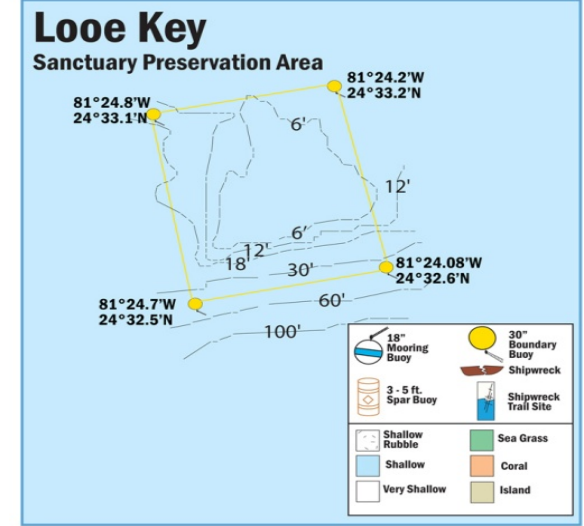 Looe Key
Sanctuary Preservation Area
81°24.2'W
24°33.2'N
81°24.8'W
24°33.1'N
6'
12'
6'
12'
18'
30'
81°24.08'W
24°32.6'N
81°24.7'W
24°32.5'N
60'
100'
18"
Mooring
Buoy
30"
Boundary
Buoy
Shipwreck
3 - 5 ft.
Spar Buoy
Shipwreck
Trail Site
Shallow
Rubble
Sea Grass
Shallow
Coral
Very Shallow
Island